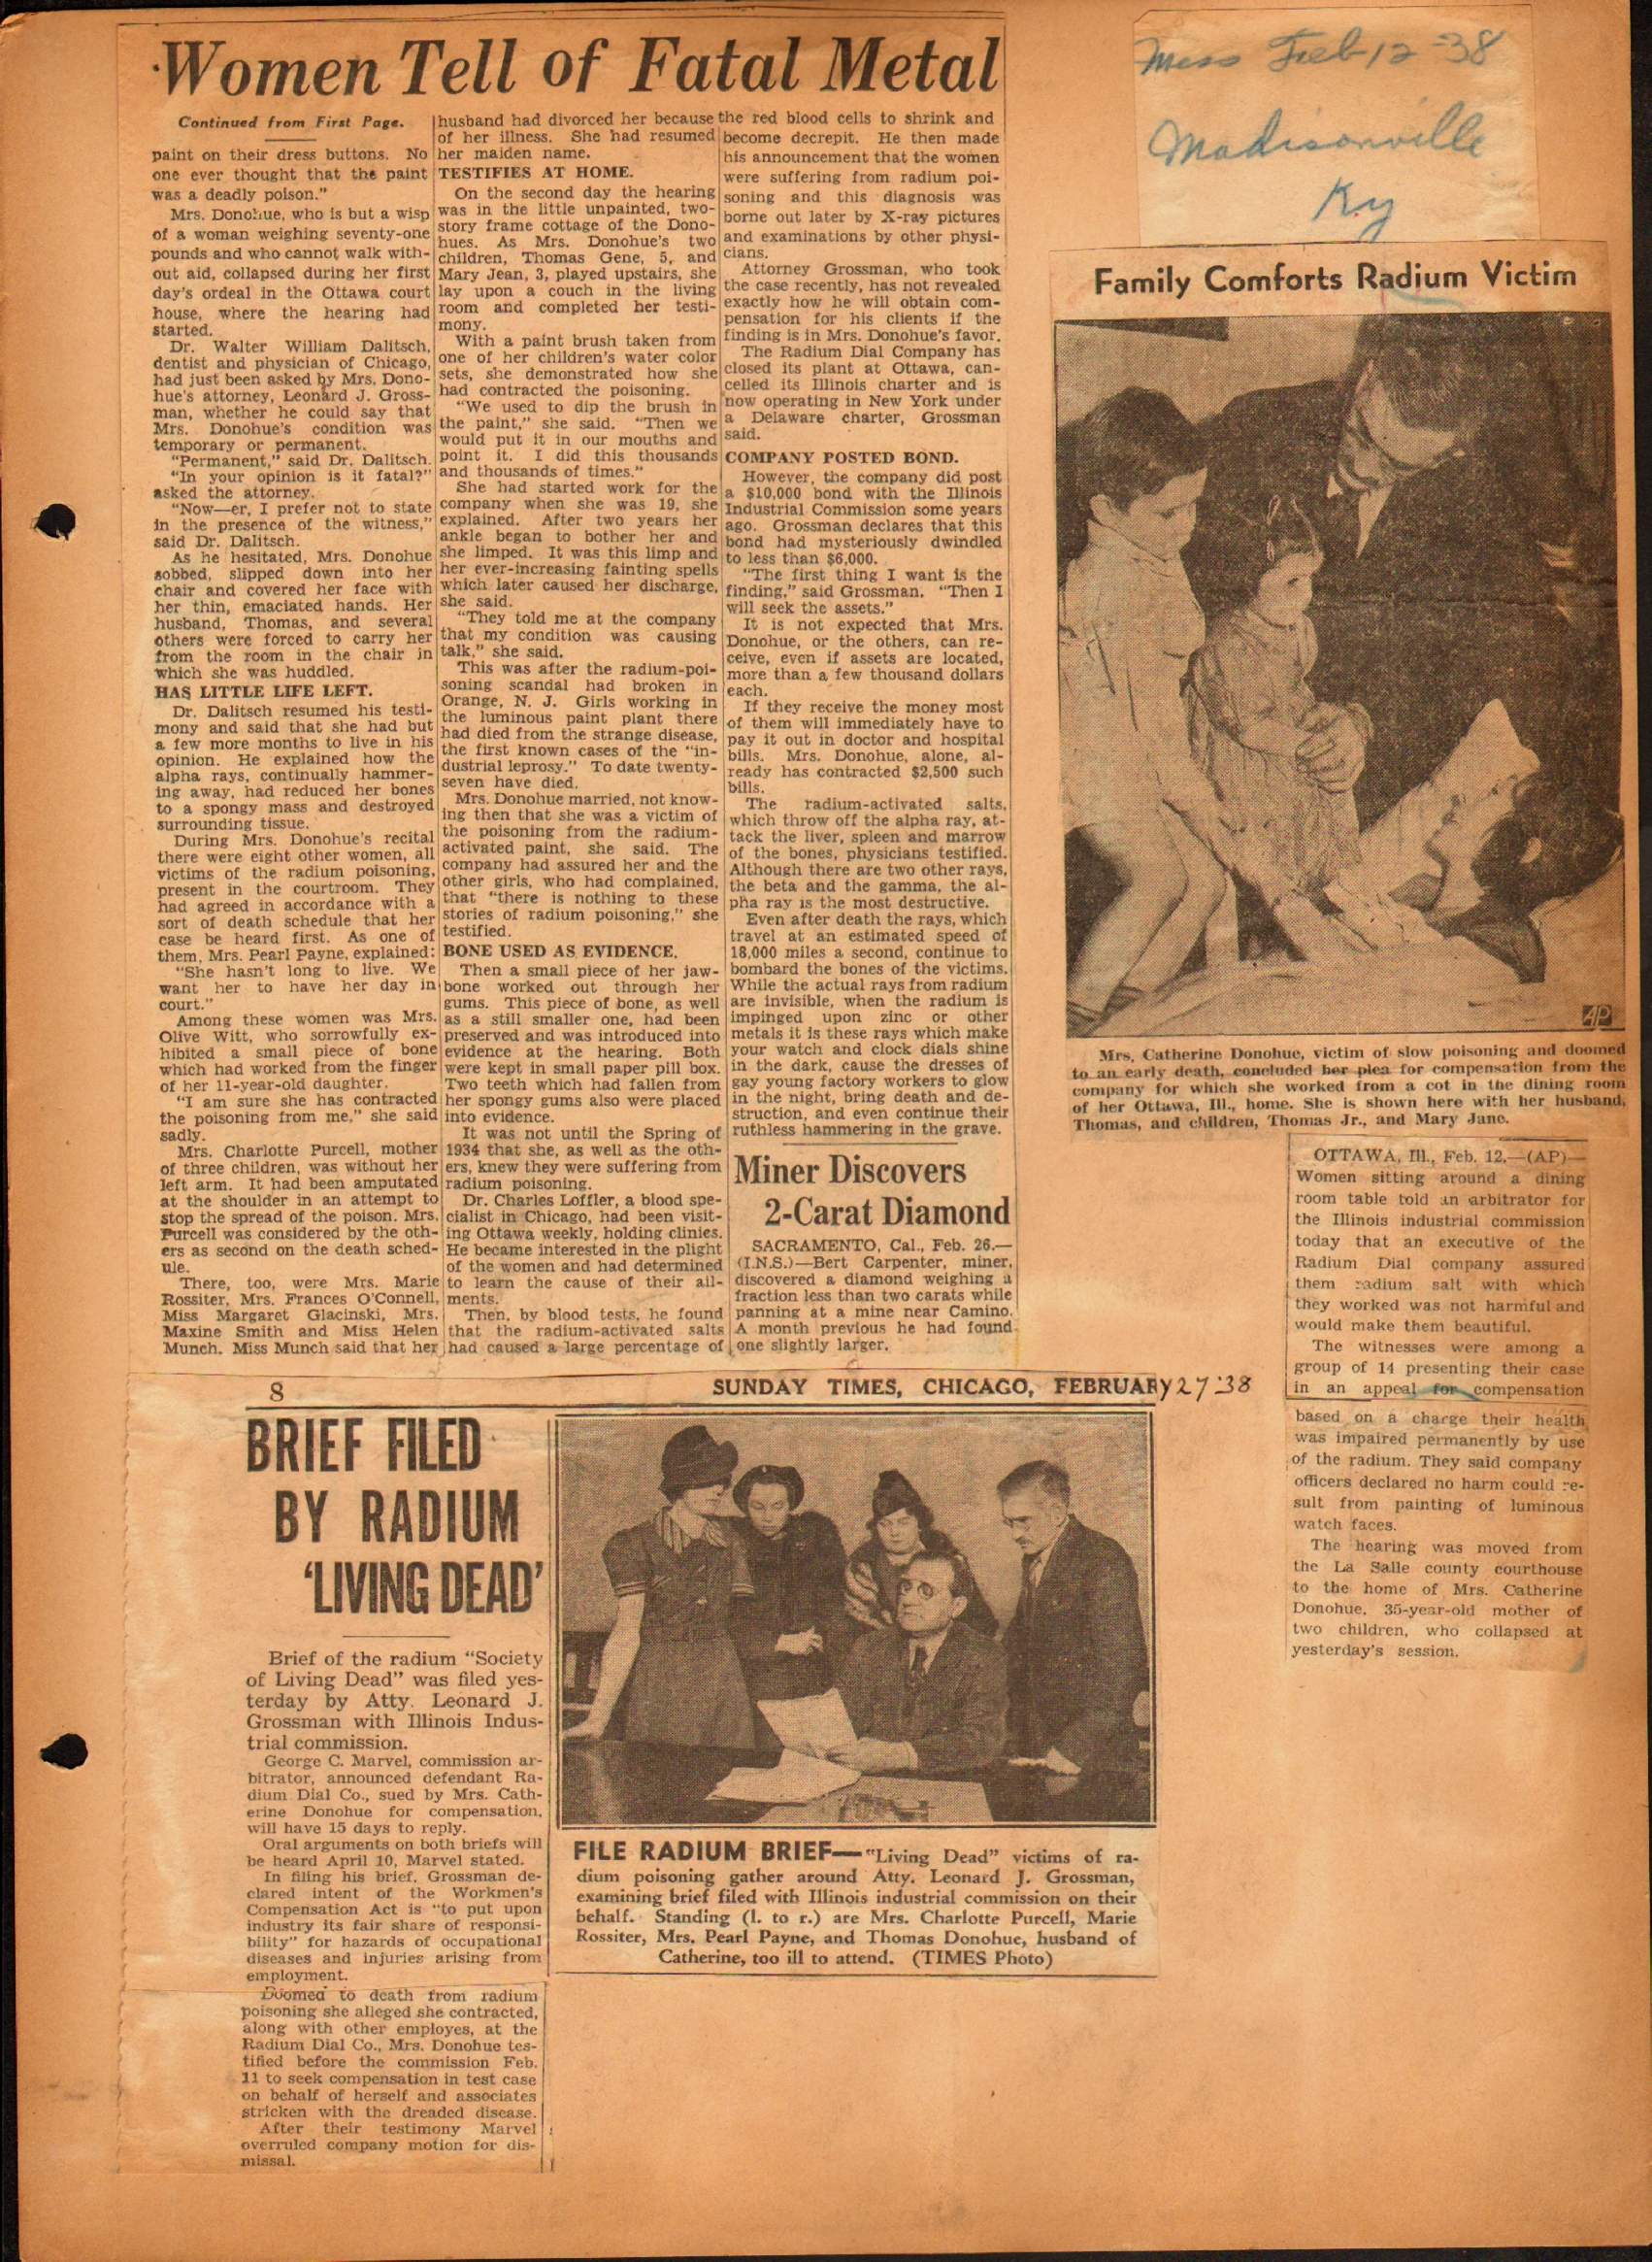 Women Tell of Fatal Metal
Continued from First Page.
paint on their dress buttons. No
one ever thought that the paint
was a deadly poison."
Mrs. Donohue, who is but a wisp
of a woman weighing seventy-one
pounds and who cannot walk with-
out aid, collapsed during her first
day's ordeal in the Ottawa court
house, where the hearing had
started.
Dr. Walter William Dalitsch,
dentist and physician of Chicago,
had just been asked by Mrs. Dono-
hue's attorney, Leonard J. Gross-
man, whether he could say that
Mrs. Donohue's condition was
temporary or permanent.
"Permanent," said Dr. Dalitsch.
"In your opinion is it fatal?"
asked the attorney.
"Now—er, I prefer not to state
in the presence of the witness,"
said Dr. Dalitsch.
As he hesitated, Mrs. Donohue
sobbed, slipped down into her
chair and covered her face with
her thin, emaciated hands. Her
husband, Thomas, and several
others were forced to carry her
from the room in the chair in
which she was huddled.
HAS LITTLE LIFE LEFT.
Dr. Dalitsch resumed his testi-
mony and said that she had but
a few more months to live in his
opinion. He explained how the
alpha rays, continually hammer-
ing away, had reduced her bones
to a spongy mass and destroyed
surrounding tissue.
During Mrs. Donohue's recital
there were eight other women, all
victims of the radium poisoning,
present in the courtroom. They
had agreed in accordance with a
sort of death schedule that her
case be heard first. As one of
them, Mrs. Pearl Payne, explained:
"She hasn't long to live. We
want her to have her day in
court."
Among these women was Mrs.
Olive Witt, who sorrowfully ex-
hibited a small piece of bone
which had worked from the finger
of her 11-year-old daughter.
"I am sure she has contracted
the poisoning from me," she said
sadly.
Mrs. Charlotte Purcell, mother
of three children, was without her
left arm. It had been amputated
at the shoulder in an attempt to
stop the spread of the poison. Mrs.
Purcell was considered by the oth-
ers as second on the death sched-
ule.
There, too, were Mrs. Marie
Rossiter, Mrs. Frances O'Connell,
Miss Margaret Glacinski, Mrs.
Maxine Smith and Miss Helen
Munch. Miss Munch said that her
husband had divorced her because
of her illness. She had resumed
her maiden name.
TESTIFIES AT HOME.
On the second day the hearing
was in the little unpainted, two-
story frame cottage of the Dono-
hues. As Mrs. Donohue's two
children, Thomas Gene, 5, and
Mary Jean, 3, played upstairs, she
lay upon a couch in the living
room and completed her testi-
mony.
With a paint brush taken from
one of her children's water color
sets, she demonstrated how she
had contracted the poisoning.
"We used to dip the brush in
the paint," she said. "Then we
would put it in our mouths and
point it. I did this thousands
and thousands of times."
She had started work for the
company when she was 19, she
explained. After two years her
ankle began to bother her and
she limped. It was this limp and
her ever-increasing fainting spells
which later caused her discharge,
she said.
"They told me at the company
that my condition was causing
talk," she said.
This was after the radium-poi-
soning scandal had broken in
Orange, N. J. Girls working in
the luminous paint plant there
had died from the strange disease,
the first known cases of the "in-
dustrial leprosy." To date twenty-
seven have died.
Mrs. Donohue married, not know-
ing then that she was a victim of
the poisoning from the radium-
activated paint, she said. The
company had assured her and the
other girls, who had complained,
that "there is nothing to these
stories of radium poisoning," she
testified.
BONE USED AS EVIDENCE.
Then a small piece of her jaw-
bone worked out through her
gums. This piece of bone, as well
as a still smaller one, had been
preserved and was introduced into
evidence at the hearing. Both
were kept in small paper pill box.
Two teeth which had fallen from
her spongy gums also were placed
into evidence.
It was not until the Spring of
1934 that she, as well as the oth-
ers, knew they were suffering from
radium poisoning.
Dr. Charles Loffler, a blood spe-
cialist in Chicago, had been visit-
ing Ottawa weekly, holding clinics.
He became interested in the plight
of the women and had determined
to learn the cause of their ail-
ments.
Then, by blood tests, he found
that the radium-activated salts
had caused a large percentage of
the red blood cells to shrink and
become decrepit. He then made
his announcement that the women
were suffering from radium poi-
soning and this diagnosis was
borne out later by X-ray pictures
and examinations by other physi-
cians.
Attorney Grossman, who took
the case recently, has not revealed
exactly how he will obtain com-
pensation for his clients if the
finding is in Mrs. Donohue's favor.
The Radium Dial Company has
closed its plant at Ottawa, can-
celled its Illinois charter and is
now operating in New York under
a Delaware charter, Grossman
said.
COMPANY POSTED BOND.
However, the company did post
a $10,000 bond with the Illinois
Industrial Commission some years
ago. Grossman declares that this
bond had mysteriously dwindled
to less than $6,000.
"The first thing I want is the
finding," said Grossman. "Then I
will seek the assets."
It is not expected that Mrs.
Donohue, or the others, can re-
ceive, even if assets are located,
more than a few thousand dollars
each.
If they receive the money most
of them will immediately have to
pay it out in doctor and hospital
bills. Mrs. Donohue, alone, al-
ready has contracted $2,500 such
bills.
The radium-activated salts,
which throw off the alpha ray, at-
tack the liver, spleen and marrow
of the bones, physicians testified.
Although there are two other rays,
the beta and the gamma, the al-
pha ray is the most destructive.
Even after death the rays, which
travel at an estimated speed of
18,000 miles a second, continue to
bombard the bones of the victims.
While the actual rays from radium
are invisible, when the radium is
impinged upon zinc or other
metals it is these rays which make
your watch and clock dials shine
in the dark, cause the dresses of
gay young factory workers to glow
in the night, bring death and de-
struction, and even continue their
ruthless hammering in the grave.
Miner Discovers
2-Carat Diamond
SACRAMENTO, Cal., Feb. 26.—
(I.N.S.)—Bert Carpenter, miner,
discovered a diamond weighing a
fraction less than two carats while
panning at a mine near Camino.
A month previous he had found
one slightly larger.
Mess Feb 12-38
Madisonville
Ky
Family Comforts Radium Victim
AP
Mrs. Catherine Donohue, victim of slow poisoning and doomed
to an early death, concluded her plea for compensation from the
company for which she worked from a cot in the dining room
of her Ottawa, Ill., home. She is shown here with her husband,
Thomas, and children, Thomas Jr., and Mary Jane.
OTTAWA, Ill., Feb. 12.—(AP)—
Women sitting around a dining
room table told an arbitrator for
the Illinois industrial commission
today that an executive of the
Radium Dial company assured
them radium salt with which
they worked was not harmful and
would make them beautiful.
The witnesses were among a
group of 14 presenting their case
in an appeal for compensation
based on a charge their health
was impaired permanently by use
of the radium. They said company
officers declared no harm could re-
sult from painting of luminous
watch faces.
The hearing was moved from
the La Salle county courthouse
to the home of Mrs. Catherine
Donohue, 35-year-old mother of
two children, who collapsed at
yesterday's session.
8
SUNDAY TIMES, CHICAGO, FEBRUARY 27 '38
BRIEF FILED
BY RADIUM
'LIVING DEAD'
Brief of the radium "Society
of Living Dead" was filed yes-
terday by Atty. Leonard J.
Grossman with Illinois Indus-
trial commission.
George C. Marvel, commission ar-
bitrator, announced defendant Ra-
dium Dial Co., sued by Mrs. Cath-
erine Donohue for compensation,
will have 15 days to reply.
Oral arguments on both briefs will
be heard April 10, Marvel stated.
In filing his brief, Grossman de-
clared intent of the Workmen's
Compensation Act is "to put upon
industry its fair share of responsi-
bility" for hazards of occupational
diseases and injuries arising from
employment.
Doomed to death from radium
poisoning she alleged she contracted,
along with other employes, at the
Radium Dial Co., Mrs. Donohue tes-
tified before the commission Feb.
11 to seek compensation in test case
on behalf of herself and associates
stricken with the dreaded disease.
After their testimony Marvel
overruled company motion for dis-
missal.
FILE RADIUM BRIEF—"Living Dead" victims of ra-
dium poisoning gather around Atty. Leonard J. Grossman,
examining brief filed with Illinois industrial commission on their
behalf. Standing (l. to r.) are Mrs. Charlotte Purcell, Marie
Rossiter, Mrs. Pearl Payne, and Thomas Donohue, husband of
Catherine, too ill to attend. (TIMES Photo)